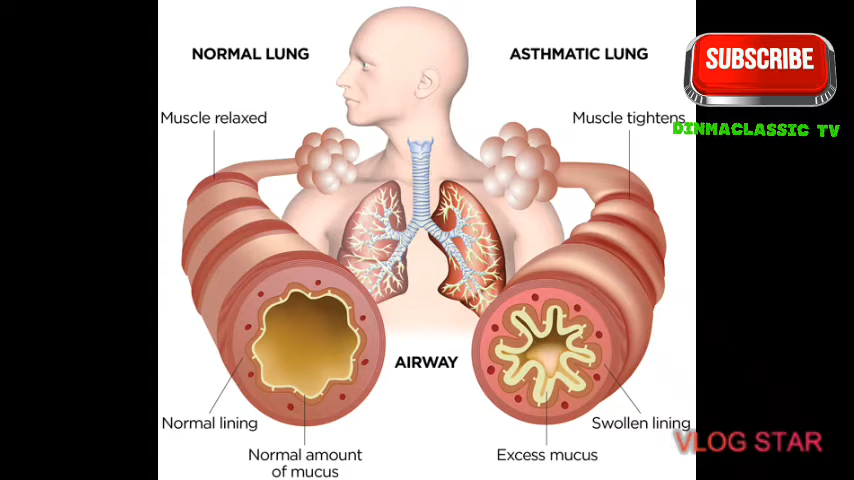 NORMAL LUNG
ASTHMATIC LUNG
SUBSCRIBE
Muscle relaxed
Muscle tightens
DINMACLASSIC TV
AIRWAY
Normal lining
Swollen lining
Normal amount
of mucus
Excess mucus
VLOG STAR